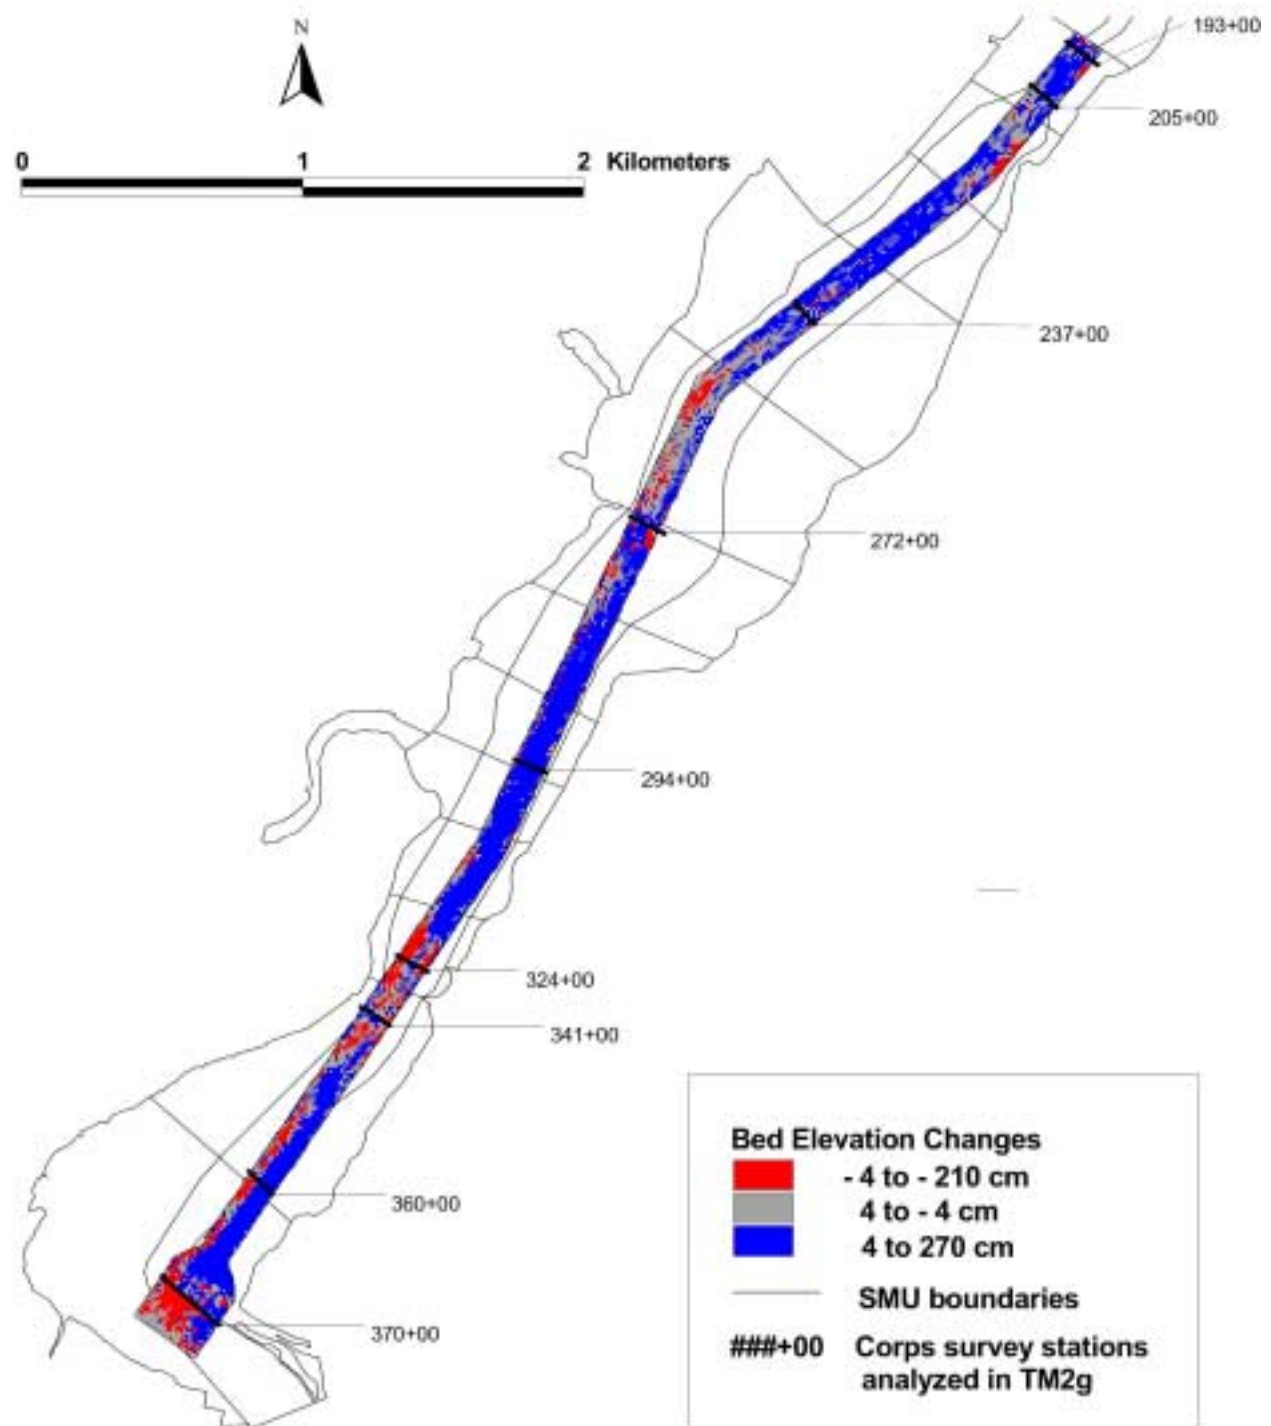 N
193+00
205+00
0 1 2 Kilometers
237+00
272+00
294+00
324+00
341+00
360+00
370+00
Bed Elevation Changes
- 4 to - 210 cm
4 to - 4 cm
4 to 270 cm
SMU boundaries
###+00 Corps survey stations
analyzed in TM2g